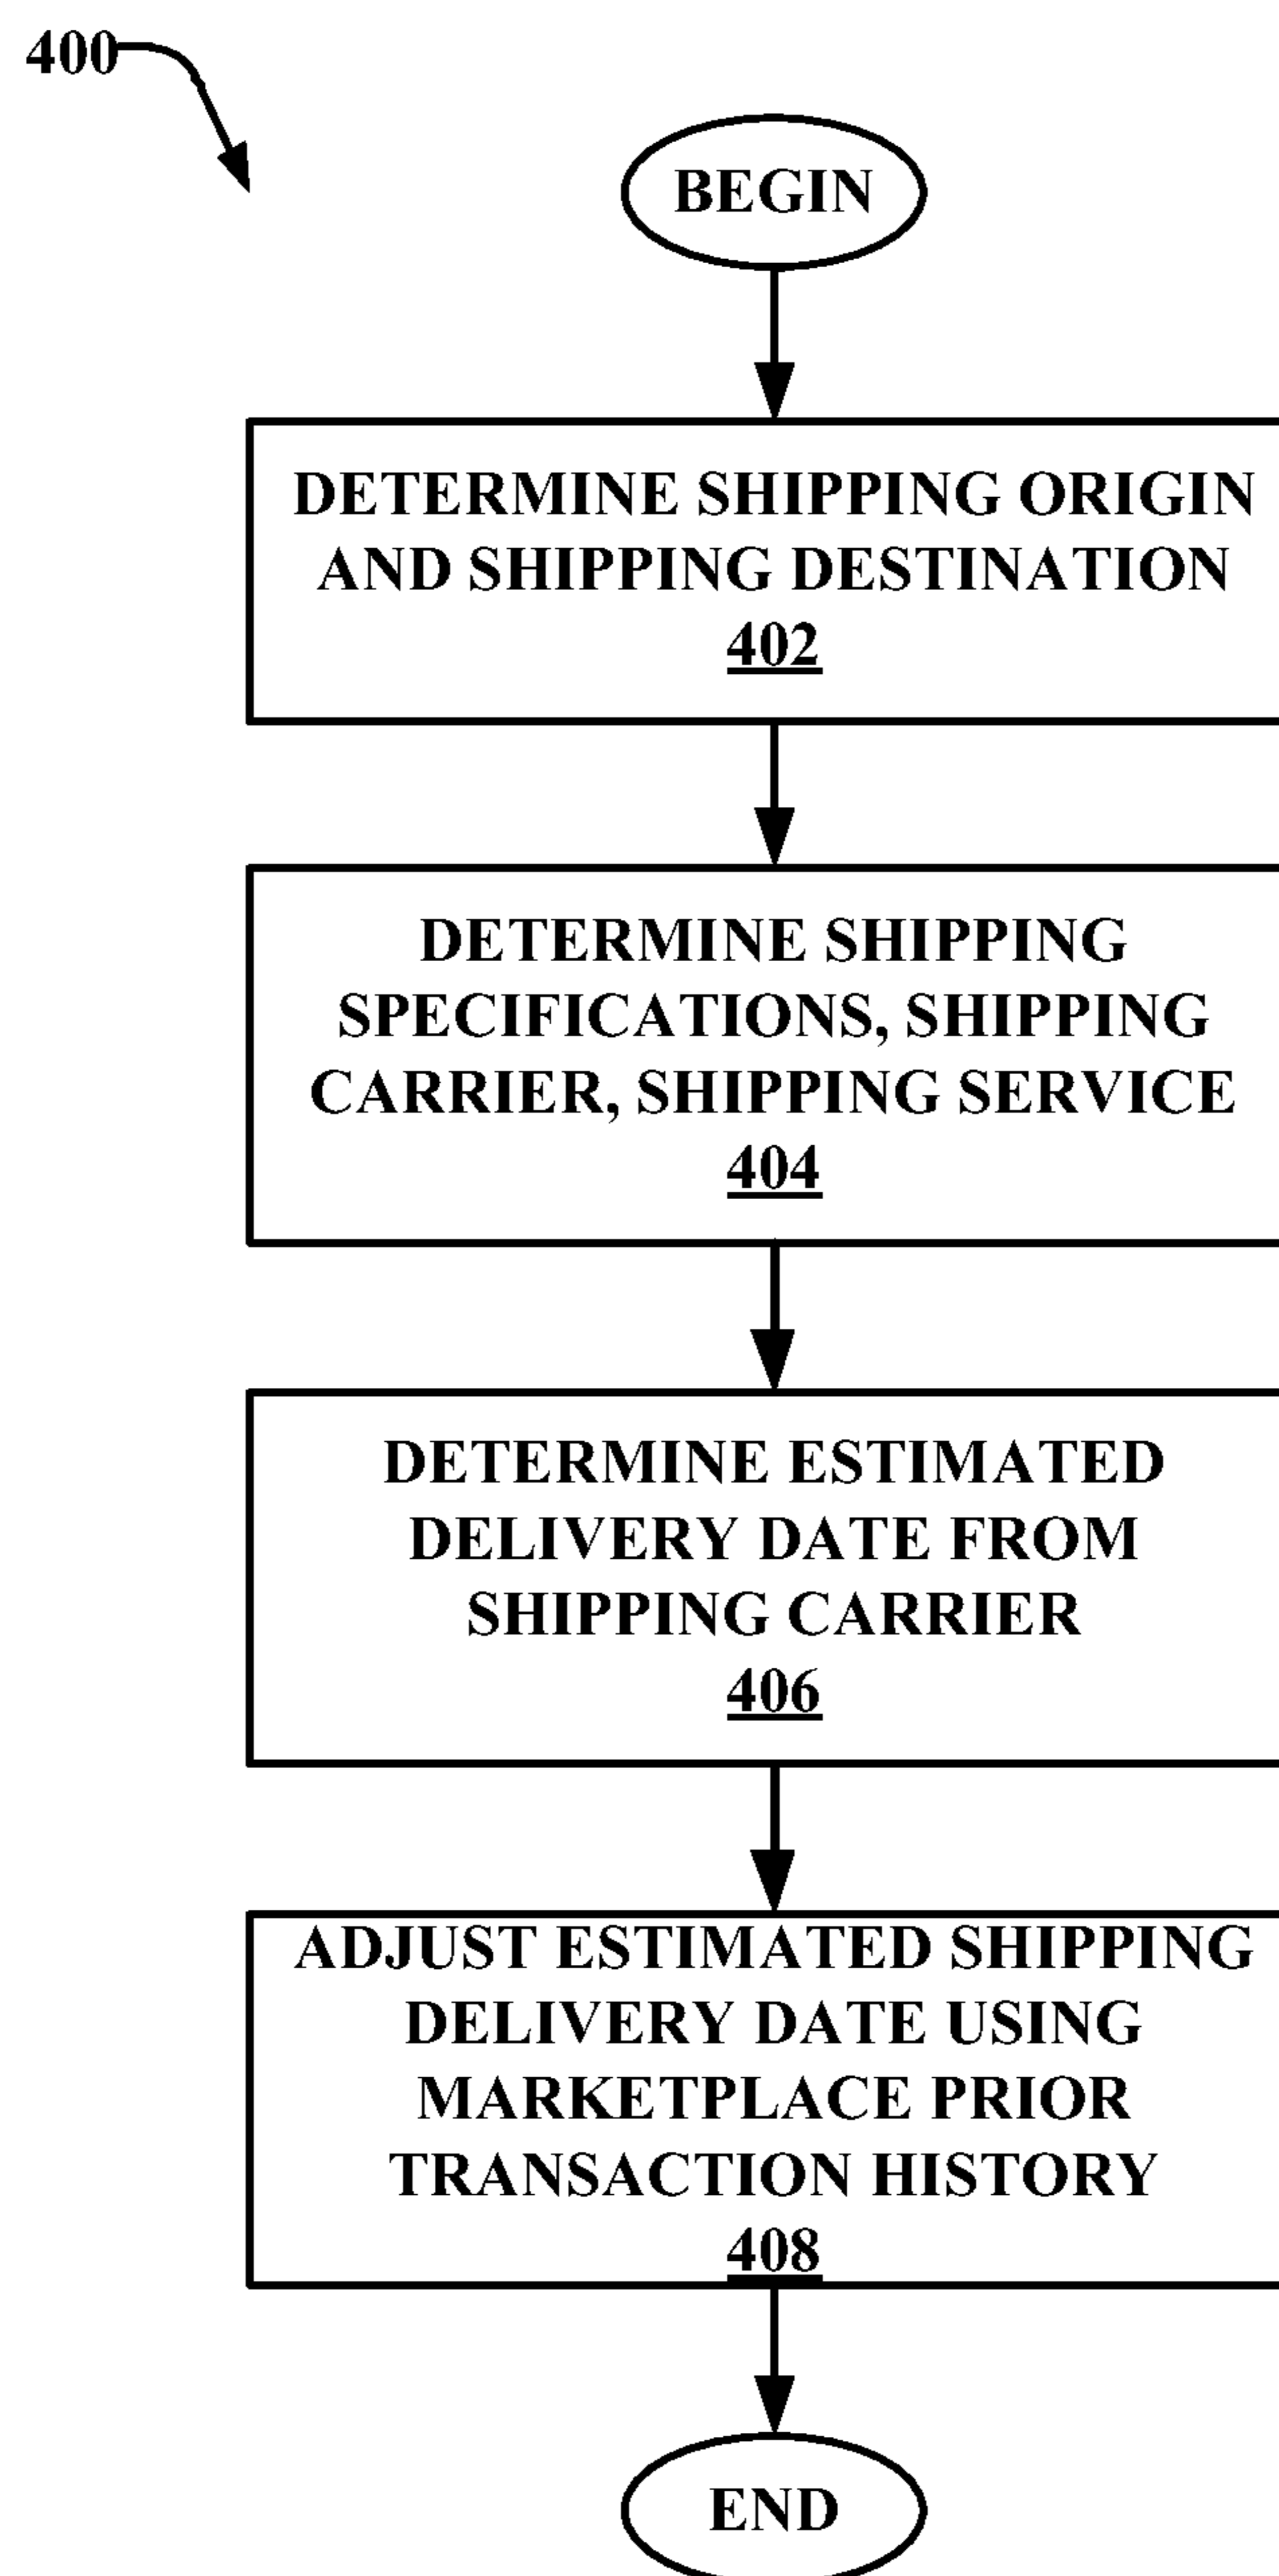 400
BEGIN
DETERMINE SHIPPING ORIGIN
AND SHIPPING DESTINATION
402
DETERMINE SHIPPING
SPECIFICATIONS, SHIPPING
CARRIER, SHIPPING SERVICE
404
DETERMINE ESTIMATED
DELIVERY DATE FROM
SHIPPING CARRIER
406
ADJUST ESTIMATED SHIPPING
DELIVERY DATE USING
MARKETPLACE PRIOR
TRANSACTION HISTORY
408
END